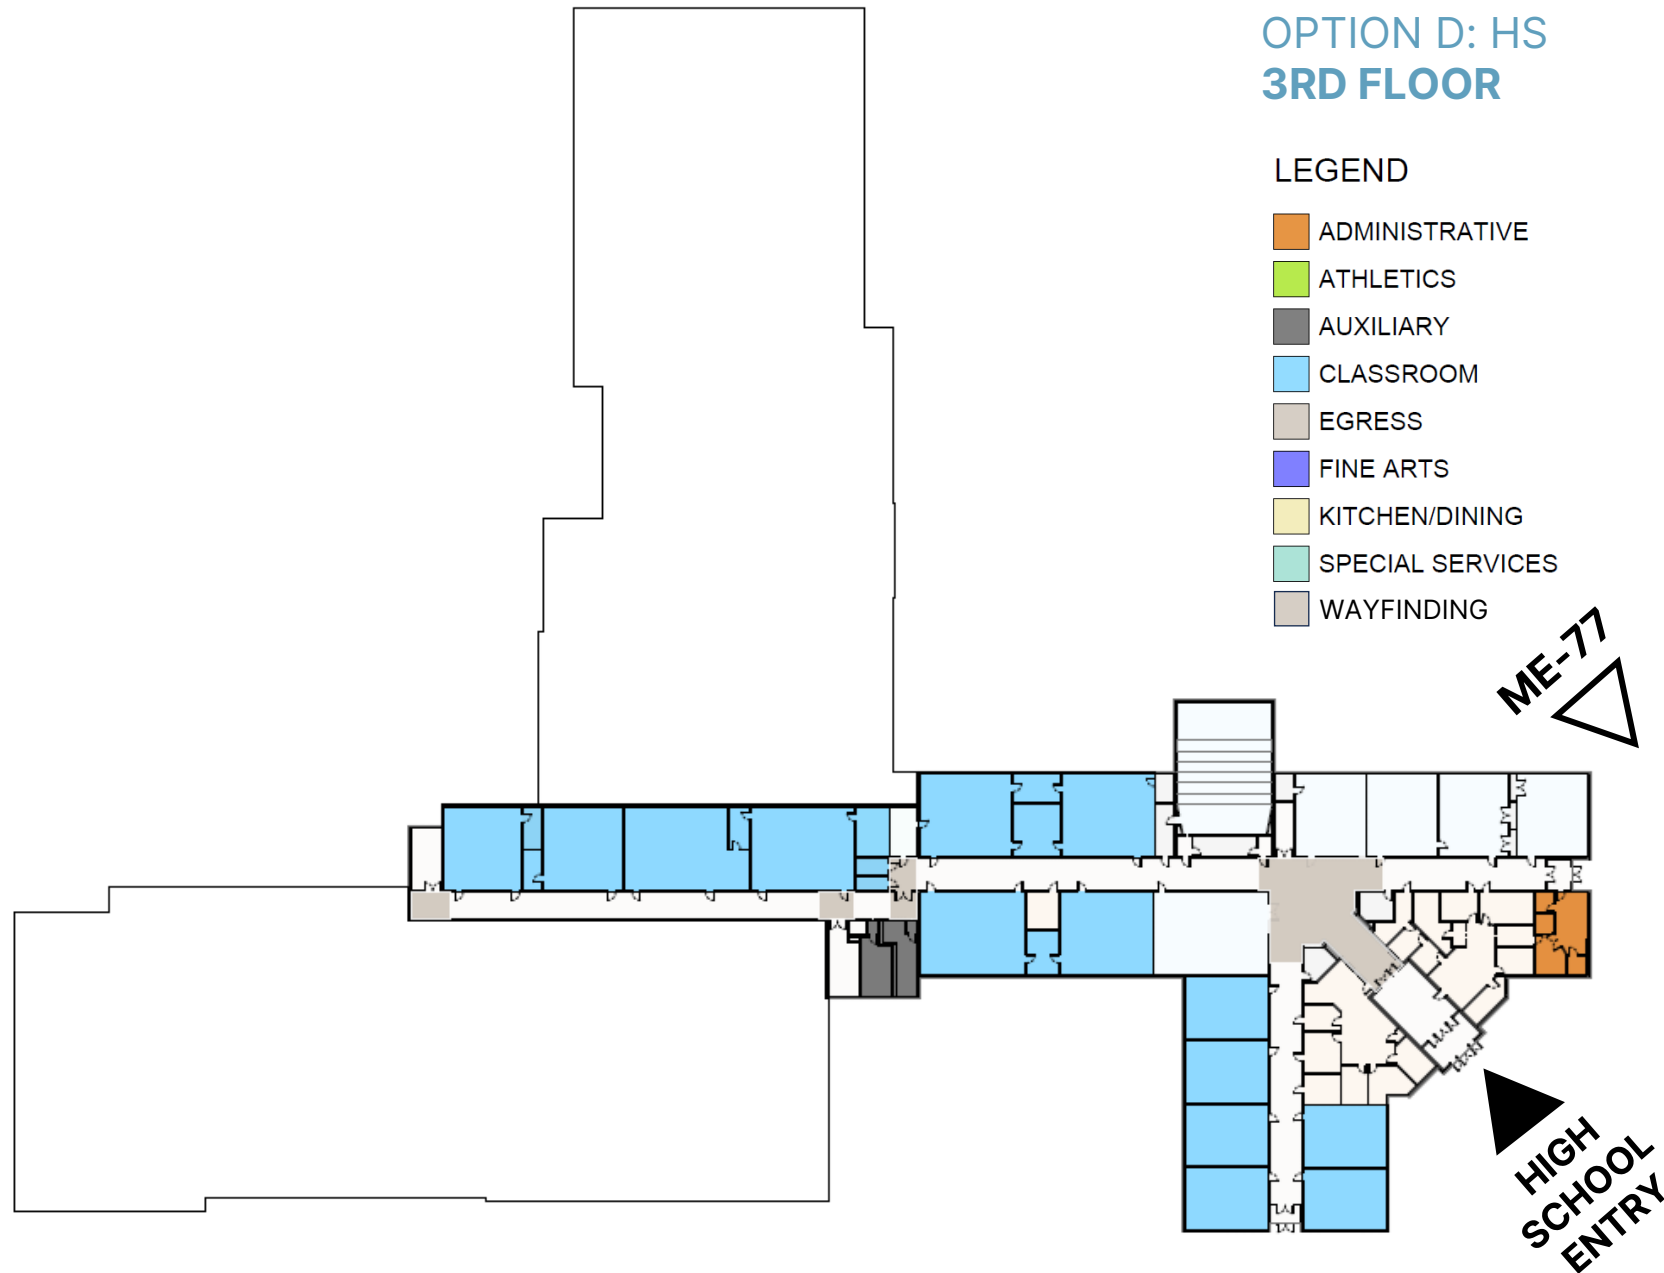 OPTION D: HS
3RD FLOOR
LEGEND
ADMINISTRATIVE
ATHLETICS
AUXILIARY
CLASSROOM
EGRESS
FINE ARTS
KITCHEN/DINING
SPECIAL SERVICES
WAYFINDING
ME-77
HIGH
SCHOOL
ENTRY